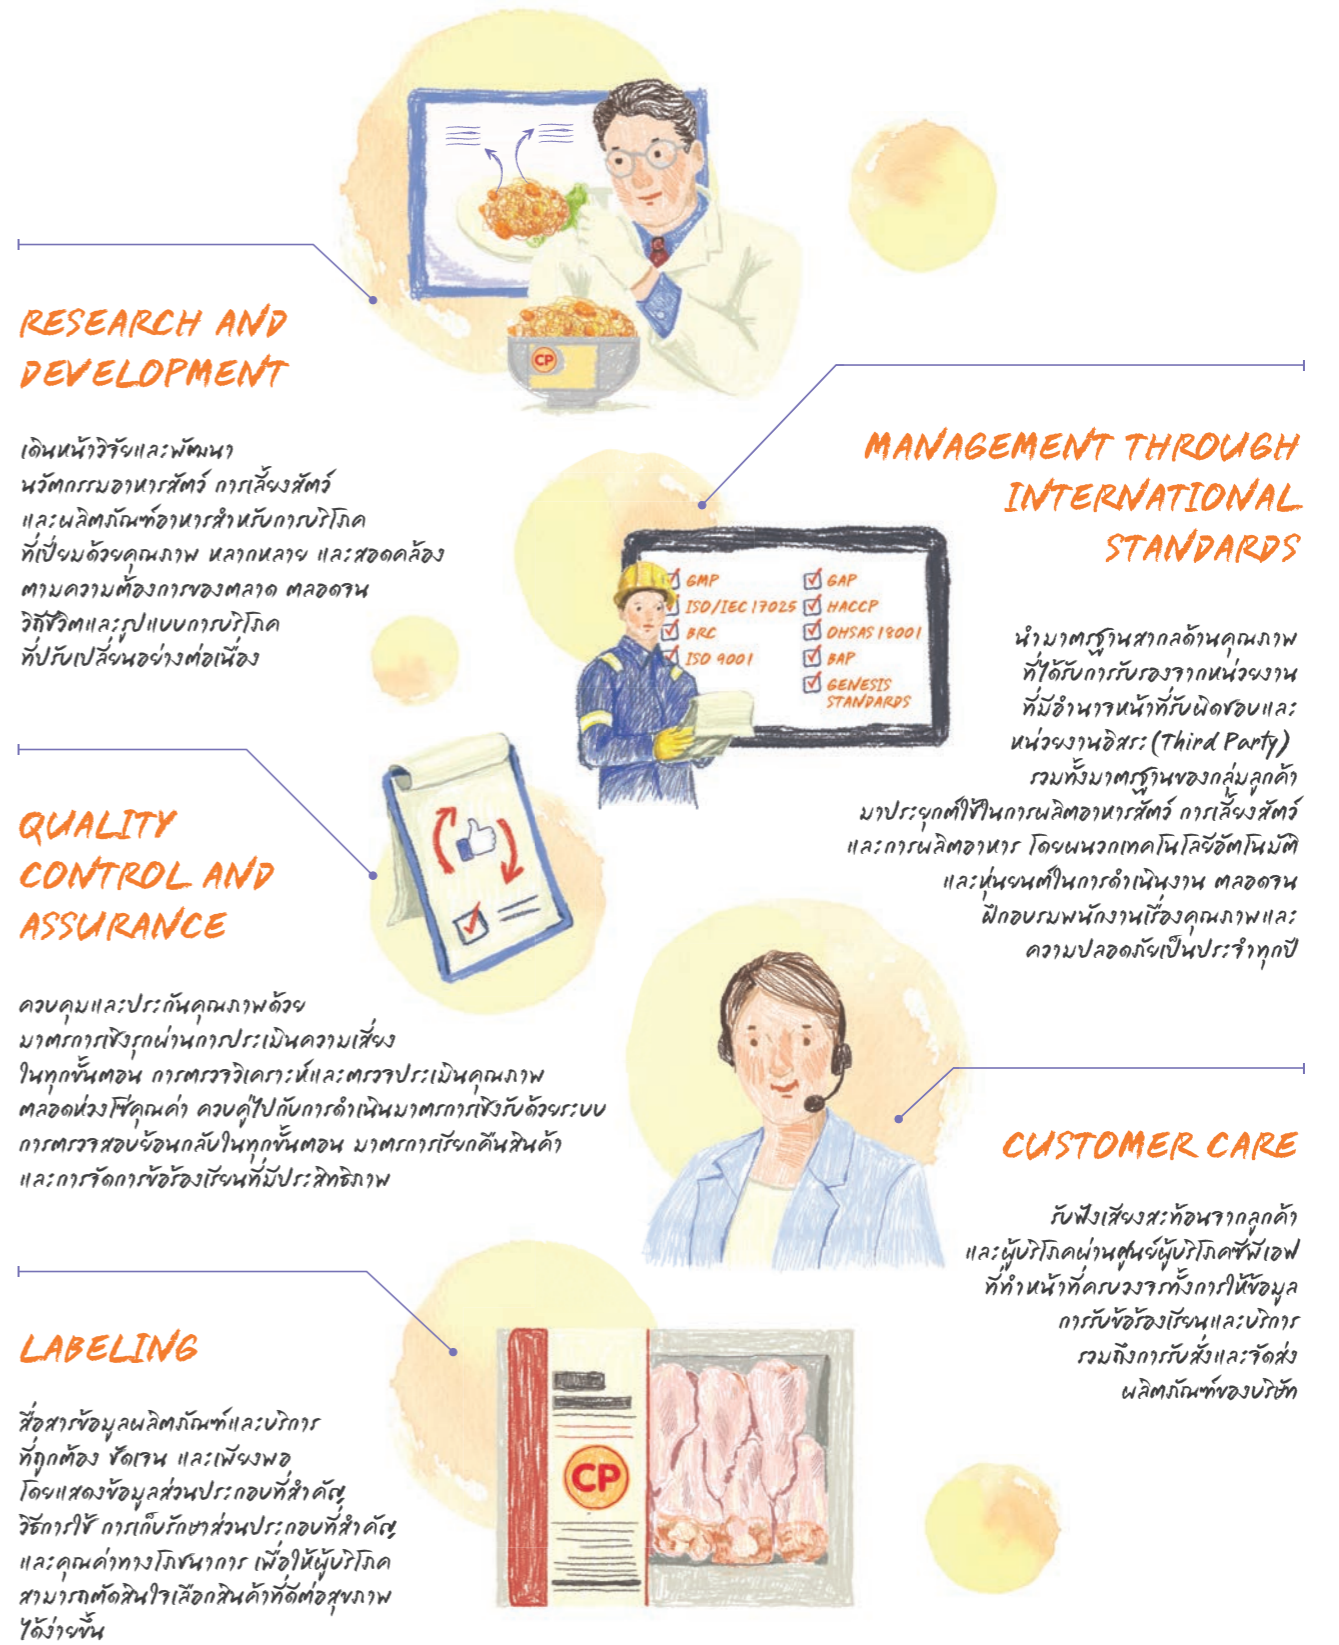 CP
RESEARCH AND
DEVELOPMENT
เดินหน้าวิจัยและพัฒนา
นวัตกรรมอาหารสัตว์ การเลี้ยงสัตว์
และผลิตภัณฑ์อาหารสำหรับการบริโภค
ที่เปี่ยมด้วยคุณภาพ หลากหลาย และสอดคล้อง
ตามความต้องการของตลาด ตลอดจน
วิถีชีวิตและรูปแบบการบริโภค
ที่ปรับเปลี่ยนอย่างต่อเนื่อง
MANAGEMENT THROUGH
INTERNATIONAL
STANDARDS
GMP
ISO/IEC 17025
BRC
ISO 9001
GAP
HACCP
OHSAS 18001
BAP
GENESIS
STANDARDS
นำมาตรฐานสากลด้านคุณภาพ
ที่ได้รับการรับรองจากหน่วยงาน
ที่มีอำนาจหน้าที่รับผิดชอบและ
หน่วยงานอิสระ (Third Party)
รวมทั้งมาตรฐานของกลุ่มลูกค้า
มาประยุกต์ใช้ในการผลิตอาหารสัตว์ การเลี้ยงสัตว์
และการผลิตอาหาร โดยผนวกเทคโนโลยีอัตโนมัติ
และหุ่นยนต์ในการดำเนินงาน ตลอดจน
ฝึกอบรมพนักงานเรื่องคุณภาพและ
ความปลอดภัยเป็นประจำทุกปี
QUALITY
CONTROL AND
ASSURANCE
ควบคุมและประกันคุณภาพด้วย
มาตรการเชิงรุกผ่านการประเมินความเสี่ยง
ในทุกขั้นตอน การตรวจวิเคราะห์และตรวจประเมินคุณภาพ
ตลอดห่วงโซ่คุณค่า ควบคู่ไปกับการดำเนินมาตรการเชิงรับด้วยระบบ
การตรวจสอบย้อนกลับในทุกขั้นตอน มาตรการเรียกคืนสินค้า
และการจัดการข้อร้องเรียนที่มีประสิทธิภาพ
CUSTOMER CARE
รับฟังเสียงสะท้อนจากลูกค้า
และผู้บริโภคผ่านศูนย์ผู้บริโภคซีพีเอฟ
ที่ทำหน้าที่ครบวงจรทั้งการให้ข้อมูล
การรับข้อร้องเรียนและบริการ
รวมถึงการรับสั่งและจัดส่ง
ผลิตภัณฑ์ของบริษัท
LABELING
สื่อสารข้อมูลผลิตภัณฑ์และบริการ
ที่ถูกต้อง ชัดเจน และเพียงพอ
โดยแสดงข้อมูลส่วนประกอบที่สำคัญ
วิธีการใช้ การเก็บรักษาส่วนประกอบที่สำคัญ
และคุณค่าทางโภชนาการ เพื่อให้ผู้บริโภค
สามารถตัดสินใจเลือกสินค้าที่ดีต่อสุขภาพ
ได้ง่ายขึ้น
CP